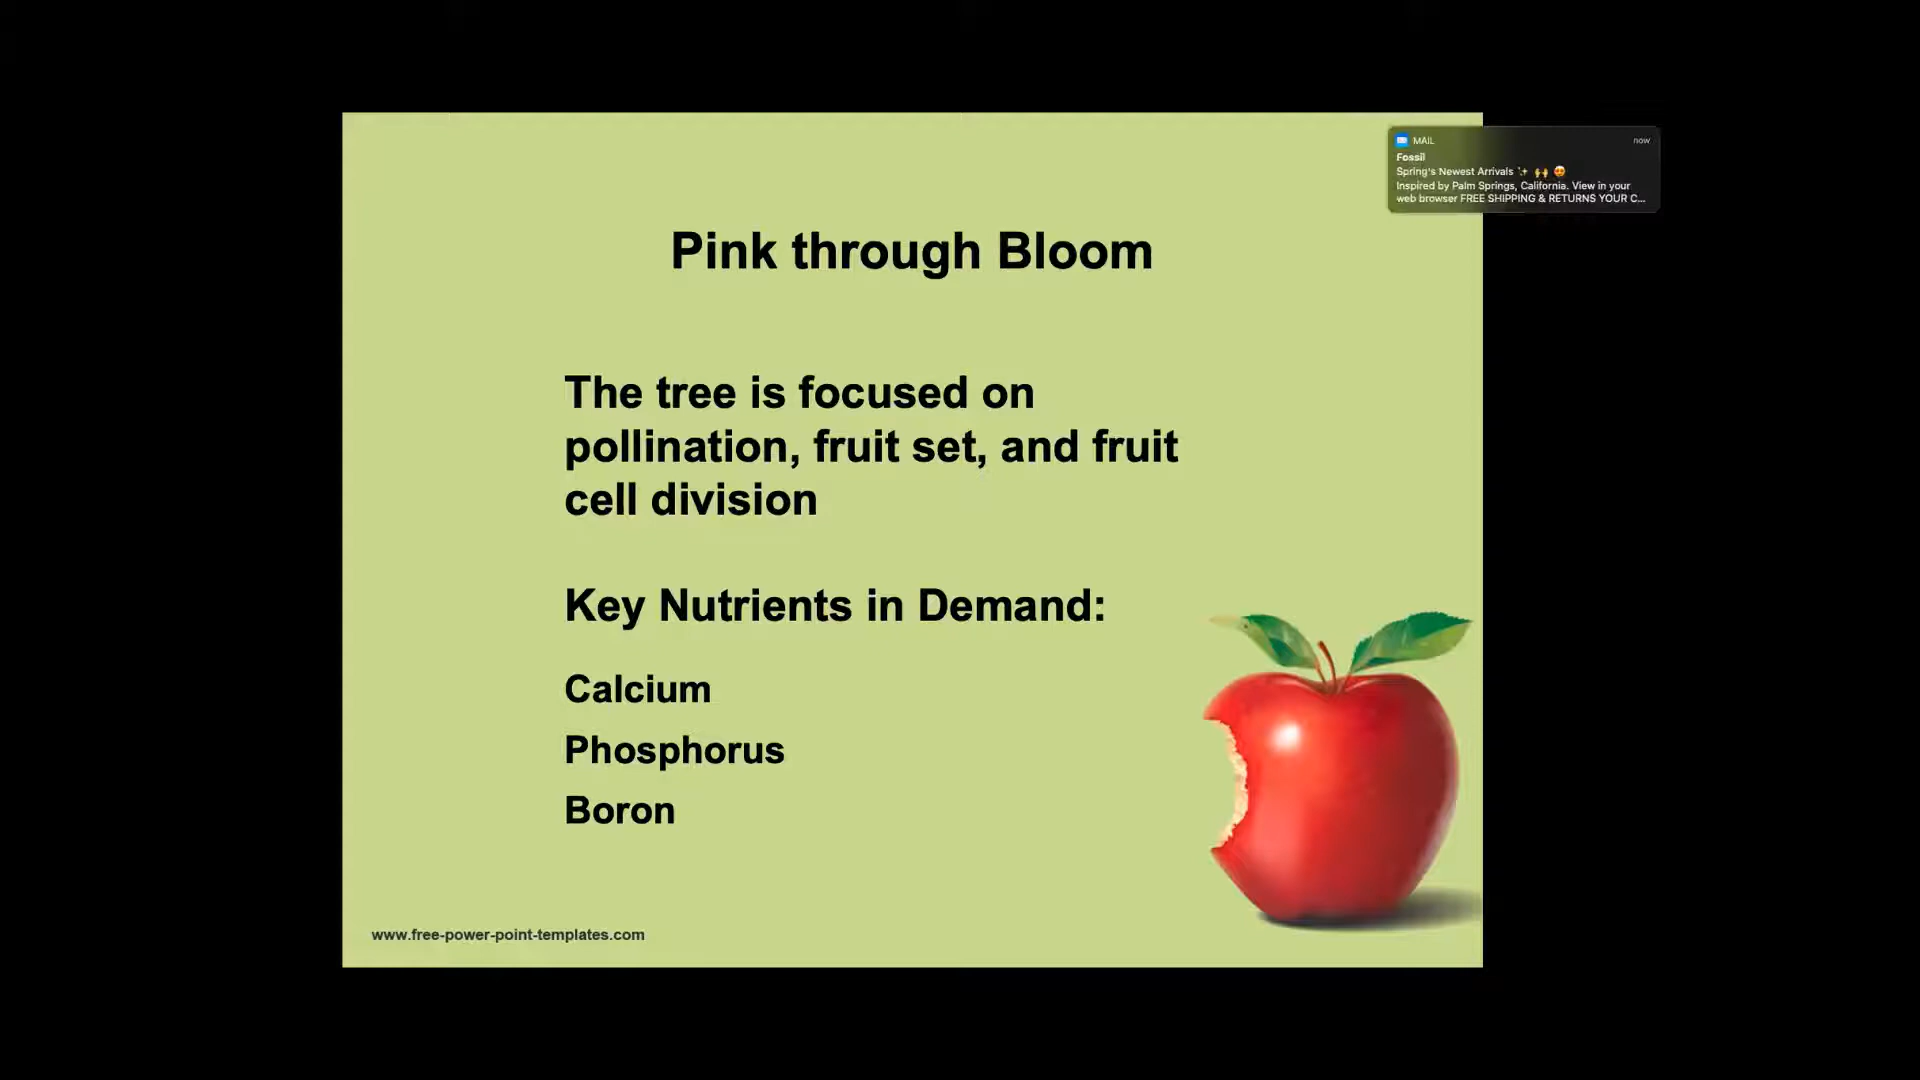 Pink through Bloom
MAIL now
Fossil
Spring's Newest Arrivals ✨ 🙌 😍
Inspired by Palm Springs, California. View in your
web browser FREE SHIPPING & RETURNS YOUR C...
The tree is focused on
pollination, fruit set, and fruit
cell division
Key Nutrients in Demand:
Calcium
Phosphorus
Boron
www.free-power-point-templates.com